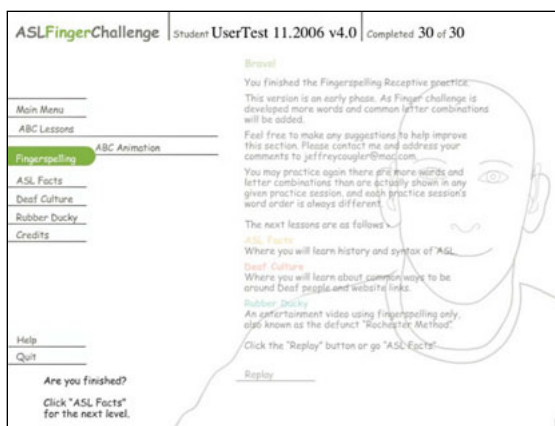 ASLFingerChallenge Student UserTest 11.2006 v4.0 Completed 30 of 30
Main Menu
ABC Lessons
Fingerspelling
ABC Animation
ASL Facts
Deaf Culture
Rubber Ducky
Credits
Help
Quit
Are you finished?
Click "ASL Facts"
for the next level.
Bravo!
You finished the Fingerspelling Receptive practice.
This version is an early phase. As Finger challenge is
developed more words and common letter combinations
will be added.
Feel free to make any suggestions to help improve
this section. Please contact me and address your
comments to jeffreycougler@mac.com.
You may practice again there are more words and
letter combinations than are actually shown in any
given practice session, and each practice session's
word order is always different.
The next lessons are as follows
ASL Facts
Where you will learn history and syntax of ASL.
Deaf Culture
Where you will learn about common ways to be
around Deaf people and website links.
Rubber Ducky
An entertainment video using fingerspelling only,
also known as the defunct "Rochester Method".
Click the "Replay" button or go "ASL Facts"
Replay